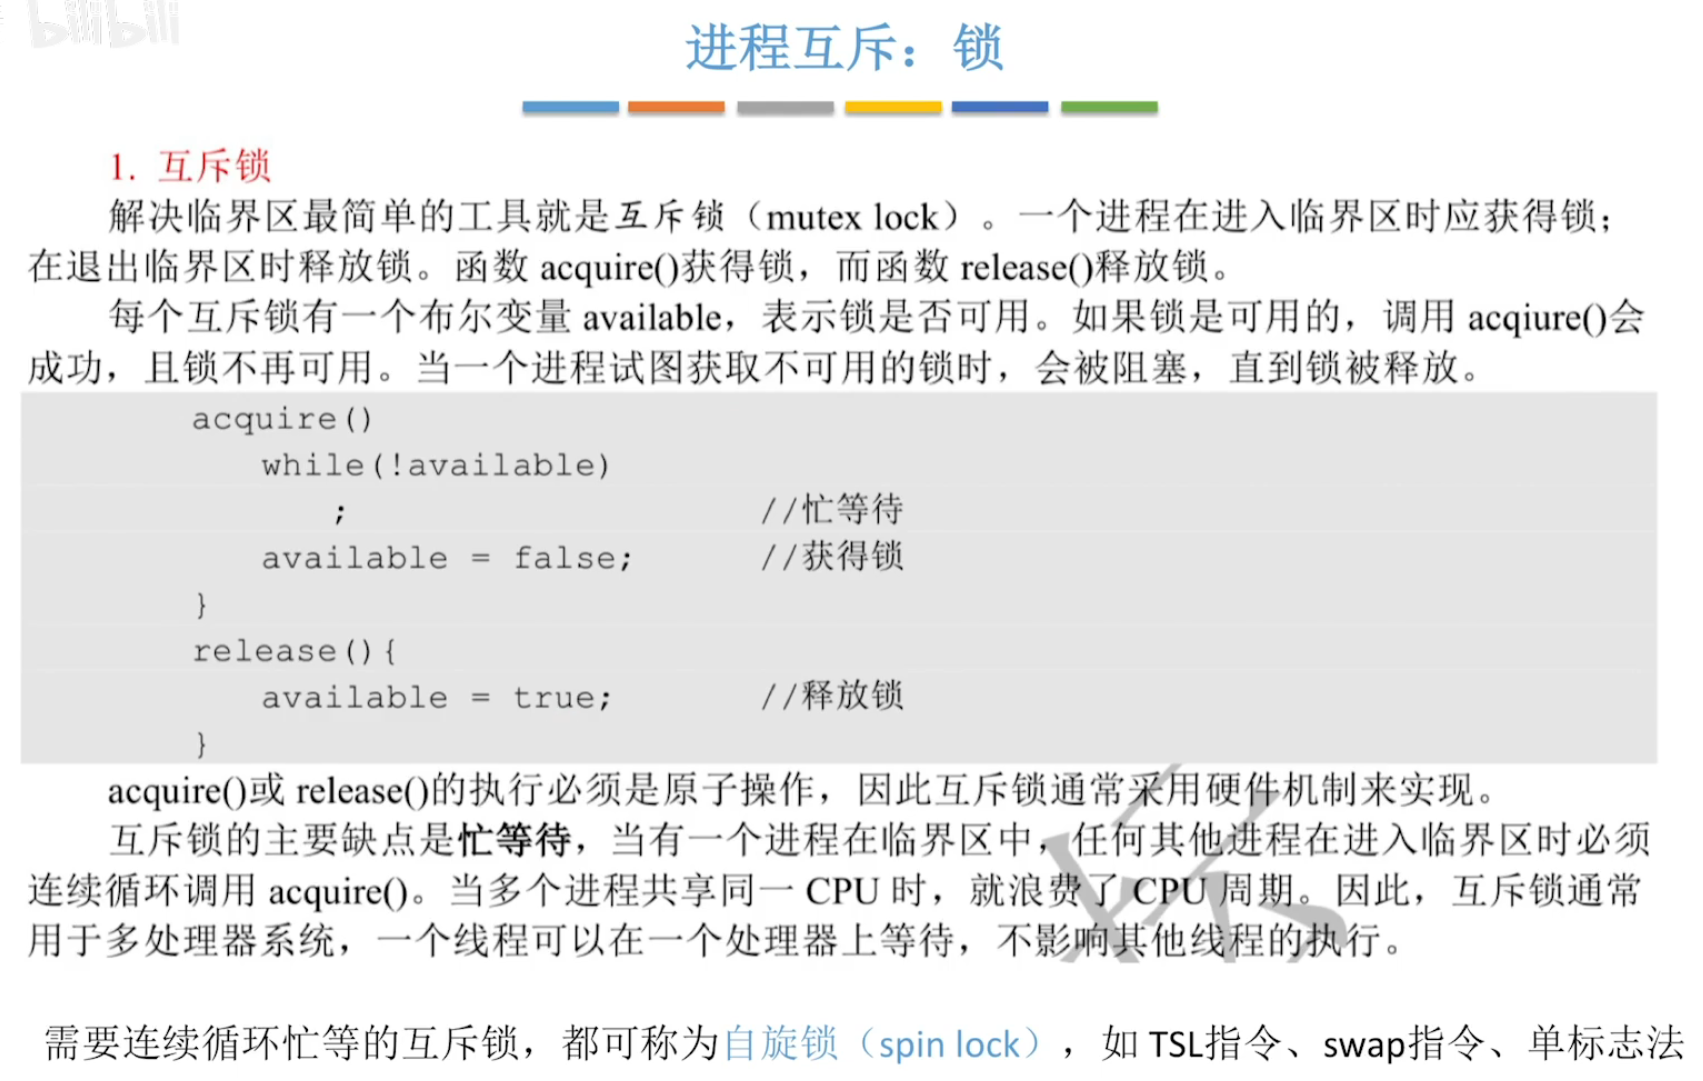 bilibili
进程互斥：锁
1. 互斥锁
解决临界区最简单的工具就是互斥锁（mutex lock）。一个进程在进入临界区时应获得锁；
在退出临界区时释放锁。函数 acquire()获得锁，而函数 release()释放锁。
每个互斥锁有一个布尔变量 available，表示锁是否可用。如果锁是可用的，调用 acqiure()会
成功，且锁不再可用。当一个进程试图获取不可用的锁时，会被阻塞，直到锁被释放。
acquire()
while(!available)
; //忙等待
available = false; //获得锁
}
release(){
available = true; //释放锁
}
acquire()或 release()的执行必须是原子操作，因此互斥锁通常采用硬件机制来实现。
互斥锁的主要缺点是忙等待，当有一个进程在临界区中，任何其他进程在进入临界区时必须
连续循环调用 acquire()。当多个进程共享同一 CPU 时，就浪费了 CPU 周期。因此，互斥锁通常
用于多处理器系统，一个线程可以在一个处理器上等待，不影响其他线程的执行。
需要连续循环忙等的互斥锁，都可称为自旋锁（spin lock），如 TSL指令、swap指令、单标志法